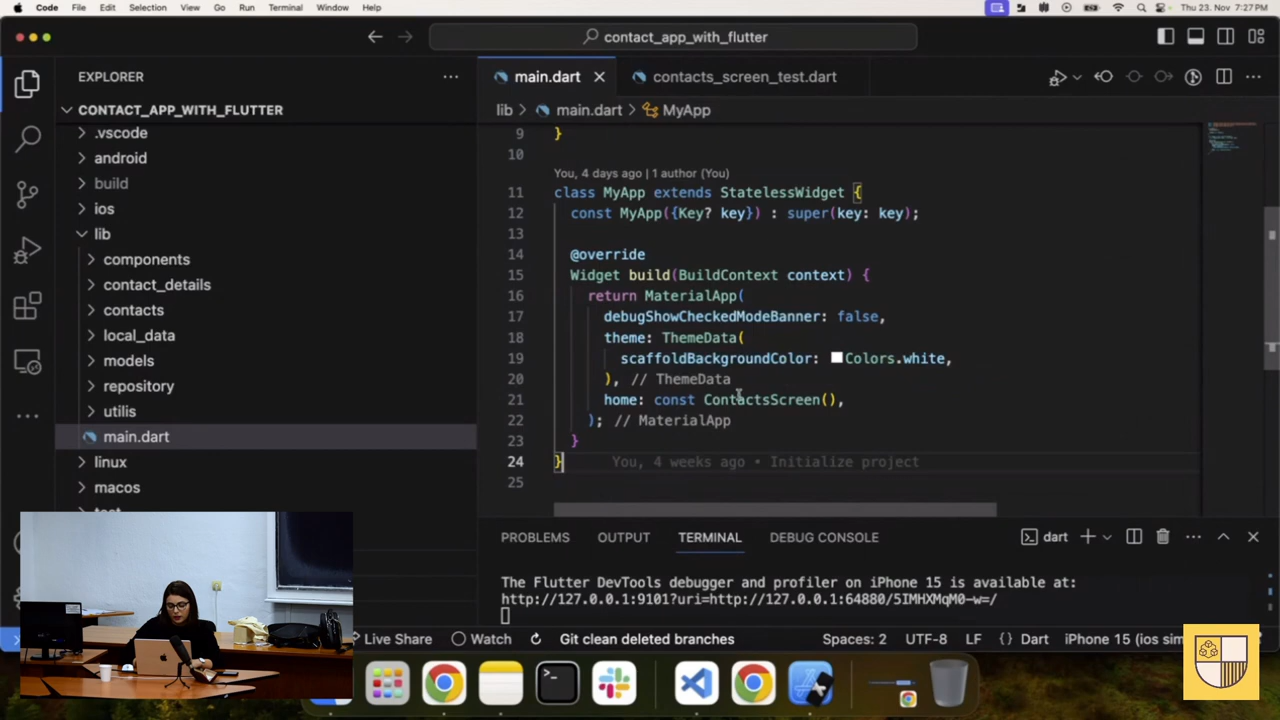 Code File Edit Selection View Go Run Terminal Window Help Thu 23. Nov 7:27 PM
contact_app_with_flutter
EXPLORER
CONTACT_APP_WITH_FLUTTER
.vscode
android
build
ios
lib
components
contact_details
contacts
local_data
models
repository
utilis
main.dart
linux
macos
main.dart contacts_screen_test.dart
lib > main.dart > MyApp
9 }
10
You, 4 days ago | 1 author (You)
11 class MyApp extends StatelessWidget {
12 const MyApp({Key? key}) : super(key: key);
13
14 @override
15 Widget build(BuildContext context) {
16 return MaterialApp(
17 debugShowCheckedModeBanner: false,
18 theme: ThemeData(
19 scaffoldBackgroundColor: Colors.white,
20 ), // ThemeData
21 home: const ContactsScreen(),
22 ); // MaterialApp
23 }
24 } You, 4 weeks ago • Initialize project
25
PROBLEMS OUTPUT TERMINAL DEBUG CONSOLE dart
The Flutter DevTools debugger and profiler on iPhone 15 is available at:
http://127.0.0.1:9101?uri=http://127.0.0.1:64880/5IMHXMqM0-w=/
Live Share Watch Git clean deleted branches Spaces: 2 UTF-8 LF {} Dart iPhone 15 (ios sim